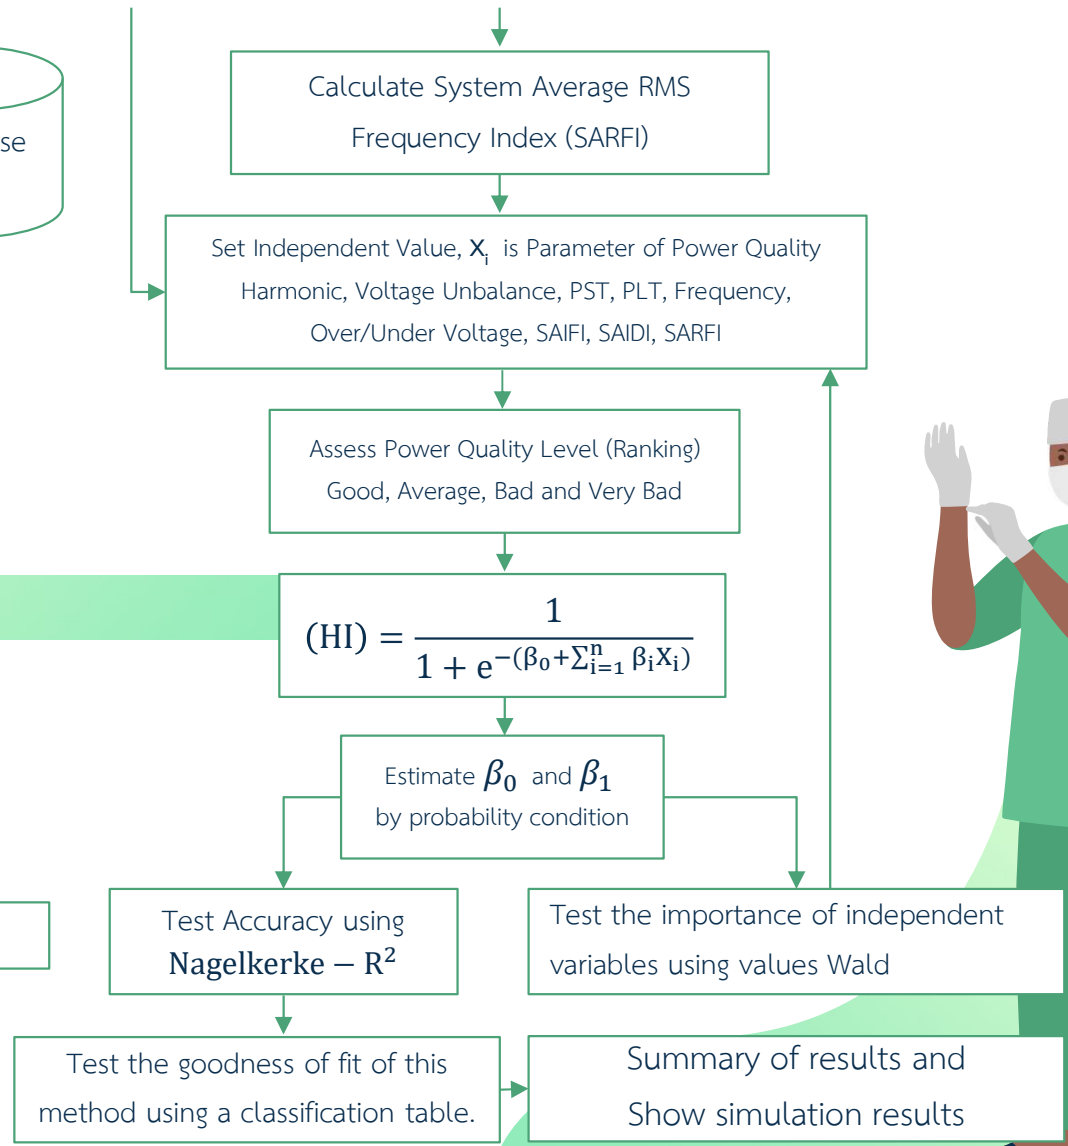 Calculate System Average RMS
Frequency Index (SARFI)
se
Set Independent Value, Xᵢ is Parameter of Power Quality
Harmonic, Voltage Unbalance, PST, PLT, Frequency,
Over/Under Voltage, SAIFI, SAIDI, SARFI
Assess Power Quality Level (Ranking)
Good, Average, Bad and Very Bad
(HI) = 1 / (1 + e^−(β₀+∑ⁿᵢ₌₁ βᵢXᵢ))
Estimate β₀ and β₁
by probability condition
Test Accuracy using
Nagelkerke − R²
Test the importance of independent
variables using values Wald
Test the goodness of fit of this
method using a classification table.
Summary of results and
Show simulation results